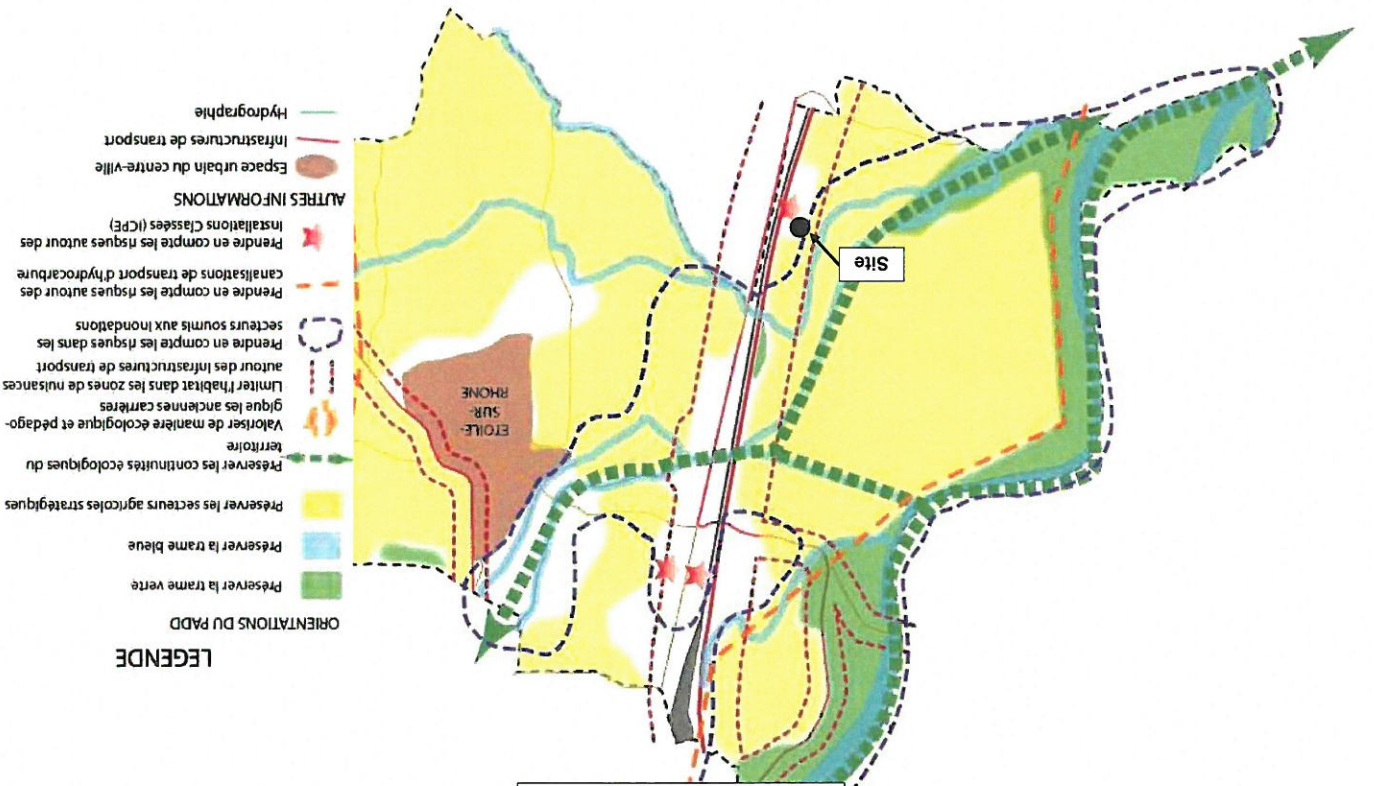 LEGENDE
ORIENTATIONS DU PADD
Préserver la trame verte
Préserver la trame bleue
Préserver les secteurs agricoles stratégiques
Préserver les continuités écologiques du
territoire
Valoriser de manière écologique et pédago-
gique les anciennes carrières
Limiter l'habitat dans les zones de nuisances
autour des infrastructures de transport
Prendre en compte les risques dans les
secteurs soumis aux inondations
Prendre en compte les risques autour des
canalisations de transport d'hydrocarbure
Prendre en compte les risques autour des
Installations Classées (ICPE)
AUTRES INFORMATIONS
Espace urbain du centre-ville
Infrastructures de transport
Hydrographie
ETOILE-
SUR-
RHONE
Site